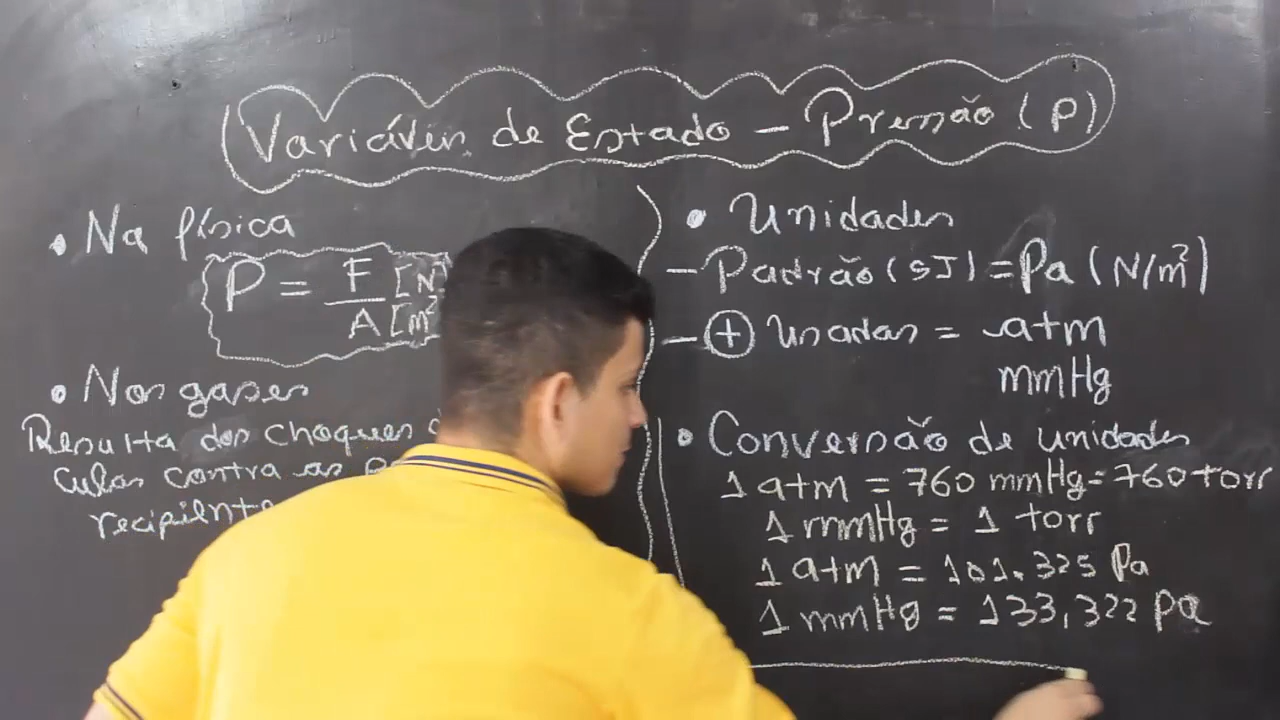 Variáveis de Estado - Pressão (P)
• Na física
P = F [N]
A [m²
• Nos gases
Resulta dos choques
culas contra as
recipiente
• Unidades
- Padrão (SI) = Pa (N/m²)
- + Usadas = atm
mmHg
• Conversão de unidades
1 atm = 760 mmHg = 760 torr
1 mmHg = 1 torr
1 atm = 101.325 Pa
1 mmHg = 133,322 Pa